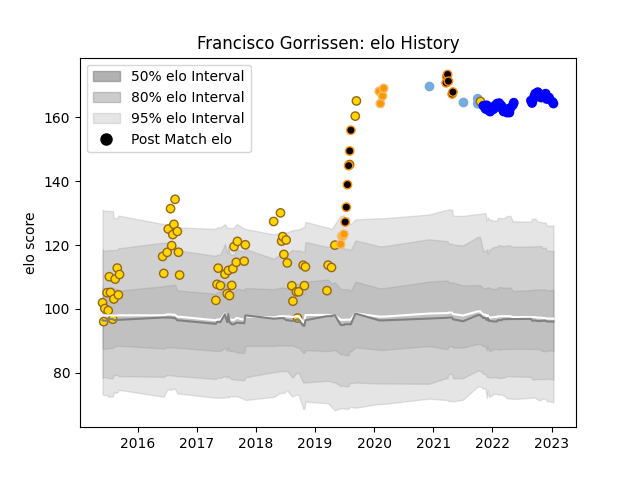 Francisco Gorrissen: elo History
50% elo Interval
80% elo Interval
95% elo Interval
Post Match elo
elo score
160
140
120
100
80
2016
2017
2018
2019
2020
2021
2022
2023